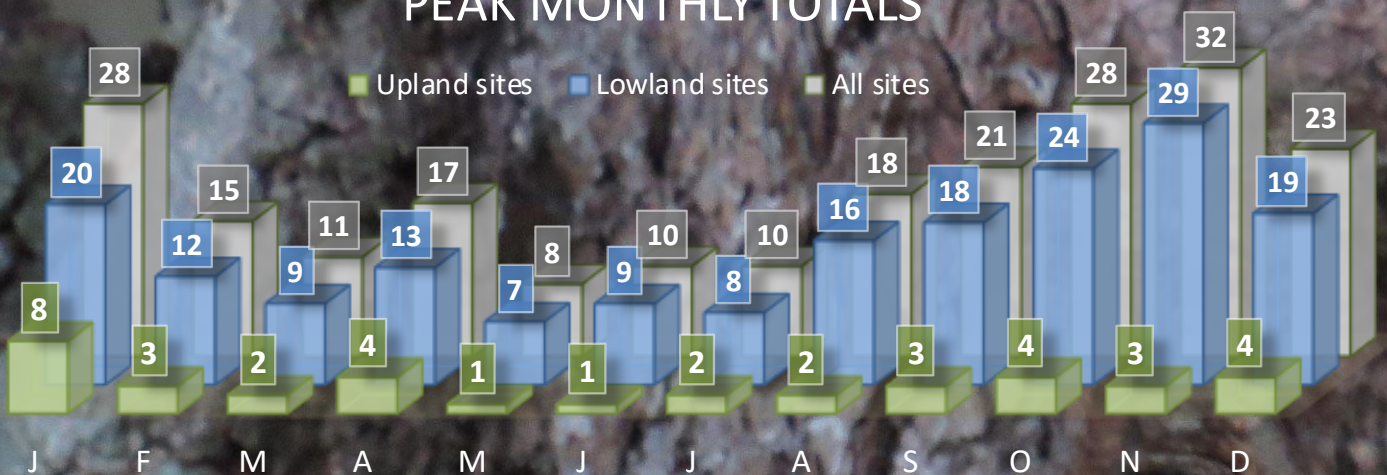 PEAK MONTHLY TOTALS
Upland sites Lowland sites All sites
8 20 28
3 12 15
2 9 11
4 13 17
1 7 8
1 9 10
2 8 10
2 16 18
3 18 21
4 24 28
3 29 32
4 19 23
J F M A M J J A S O N D